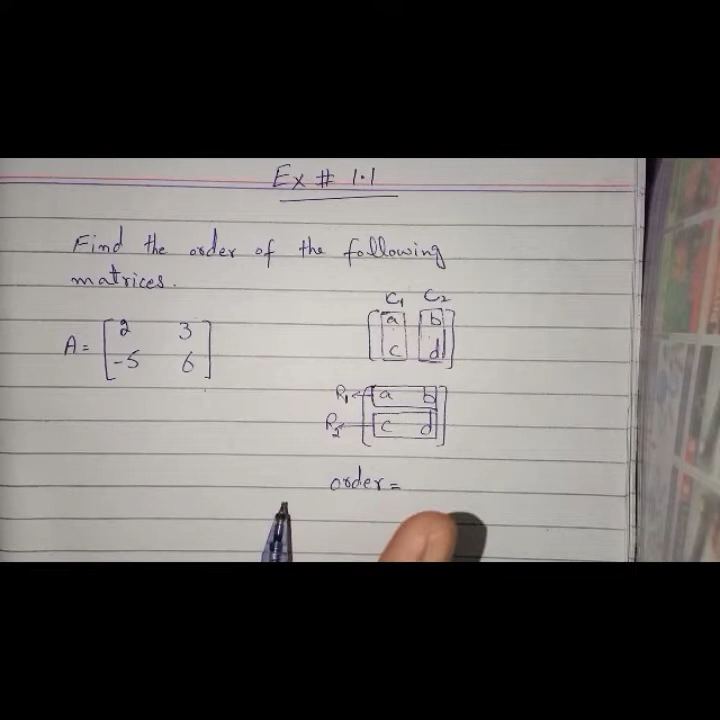 Ex # 1.1
Find the order of the following
matrices.
A = [2 3
-5 6]
C1 C2
[a b
c d]
R1 [a b
R2 c d]
order =